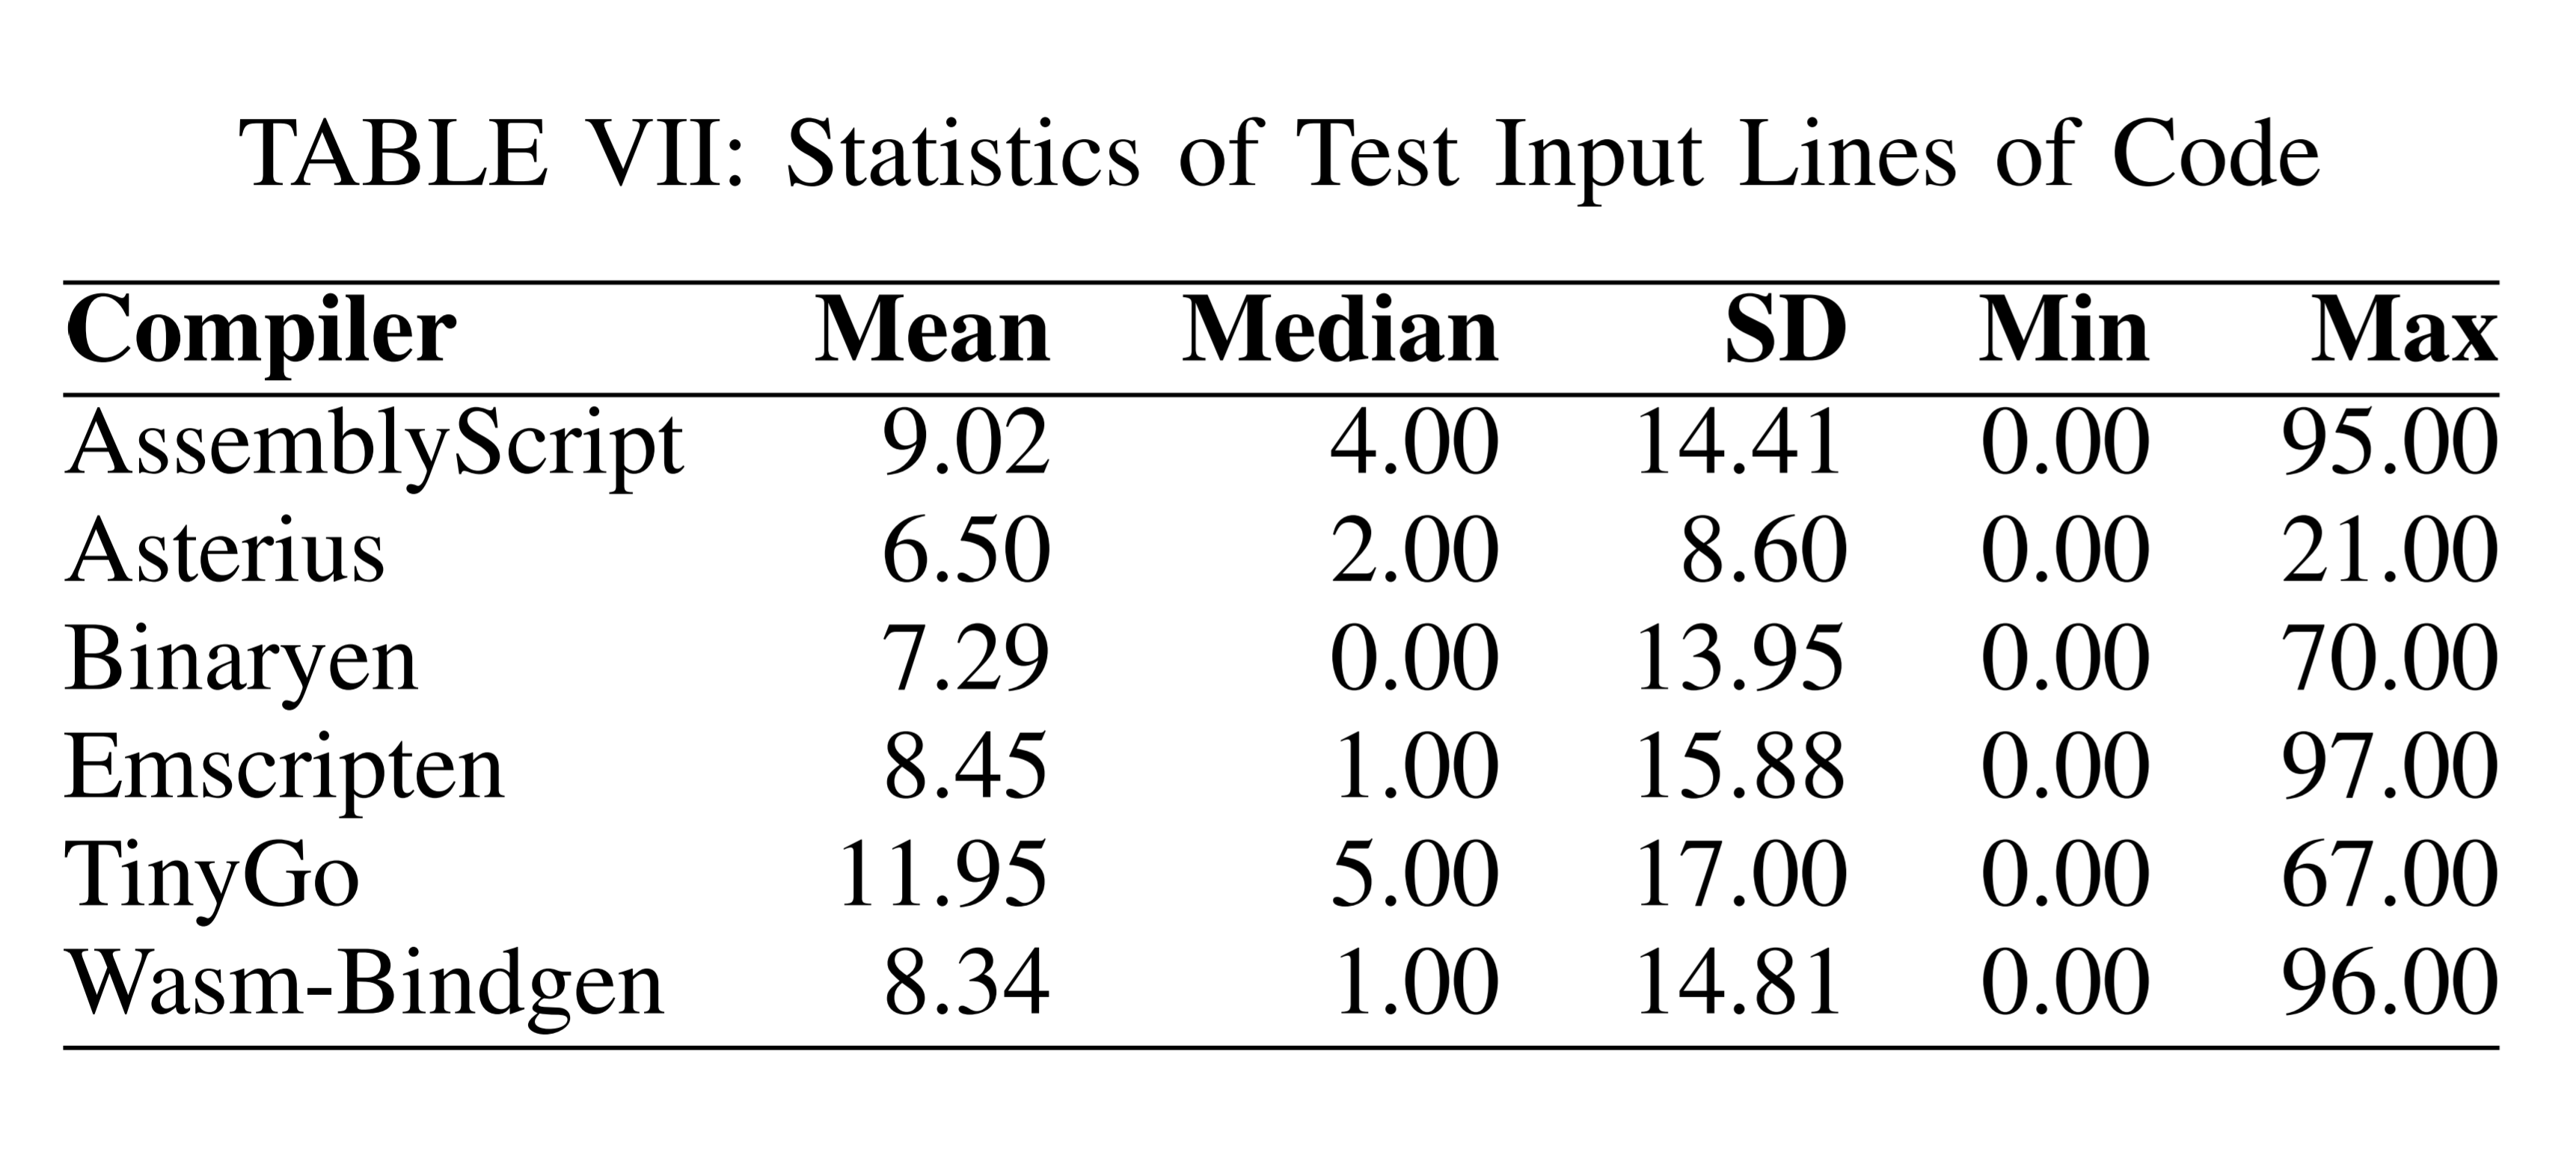 TABLE VII: Statistics of Test Input Lines of Code
Compiler Mean Median SD Min Max
AssemblyScript 9.02 4.00 14.41 0.00 95.00
Asterius 6.50 2.00 8.60 0.00 21.00
Binaryen 7.29 0.00 13.95 0.00 70.00
Emscripten 8.45 1.00 15.88 0.00 97.00
TinyGo 11.95 5.00 17.00 0.00 67.00
Wasm-Bindgen 8.34 1.00 14.81 0.00 96.00